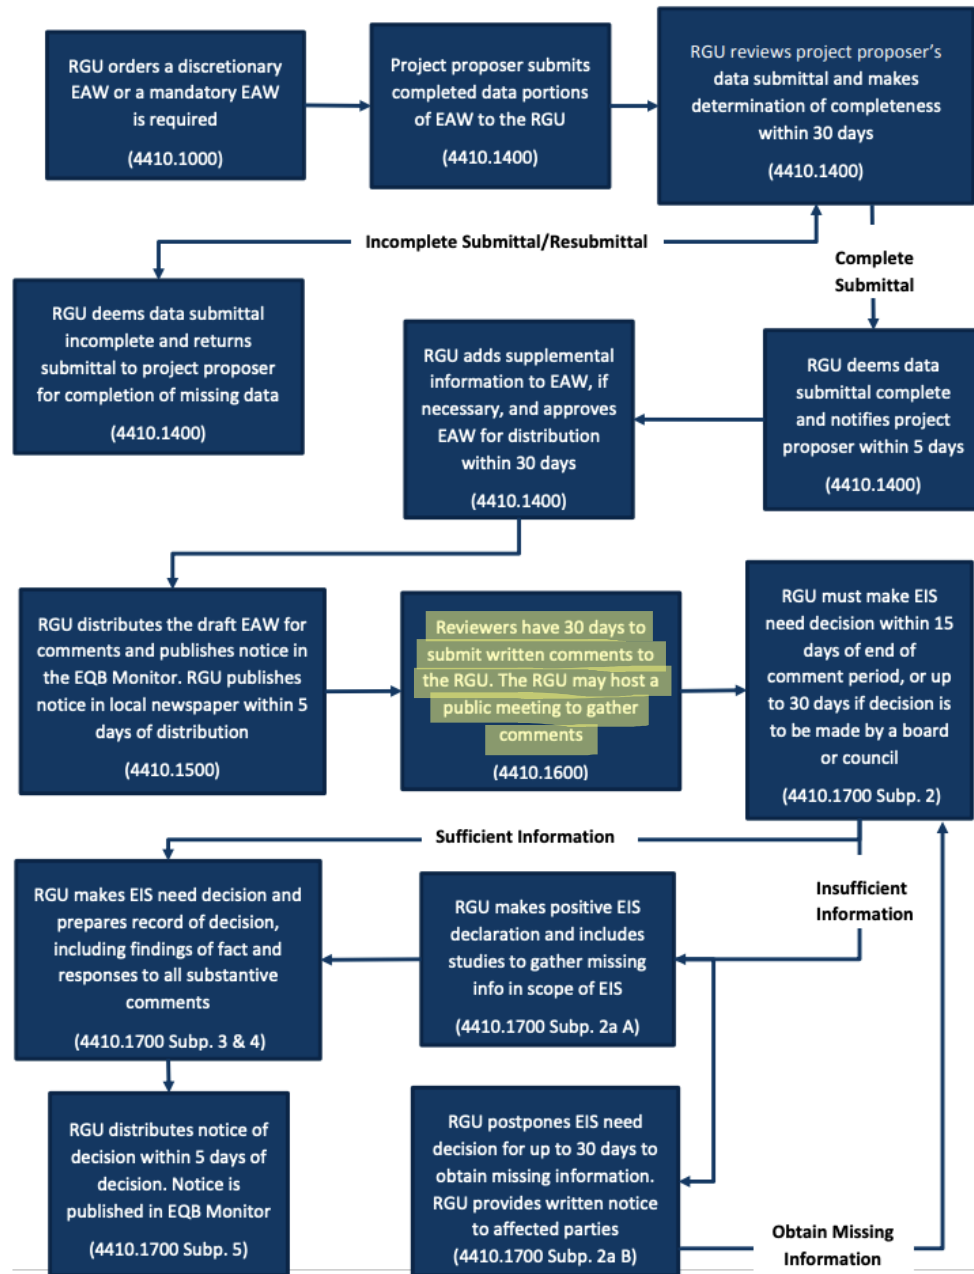 RGU orders a discretionary
EAW or a mandatory EAW
is required
(4410.1000)
Project proposer submits
completed data portions
of EAW to the RGU
(4410.1400)
RGU reviews project proposer's
data submittal and makes
determination of completeness
within 30 days
(4410.1400)
Incomplete Submittal/Resubmittal
Complete
Submittal
RGU deems data submittal
incomplete and returns
submittal to project proposer
for completion of missing data
(4410.1400)
RGU adds supplemental
information to EAW, if
necessary, and approves
EAW for distribution
within 30 days
(4410.1400)
RGU deems data
submittal complete
and notifies project
proposer within 5 days
(4410.1400)
RGU distributes the draft EAW for
comments and publishes notice in
the EQB Monitor. RGU publishes
notice in local newspaper within 5
days of distribution
(4410.1500)
Reviewers have 30 days to
submit written comments to
the RGU. The RGU may host a
public meeting to gather
comments
(4410.1600)
RGU must make EIS
need decision within 15
days of end of
comment period, or up
to 30 days if decision is
to be made by a board
or council
(4410.1700 Subp. 2)
Sufficient Information
Insufficient
Information
RGU makes EIS need decision and
prepares record of decision,
including findings of fact and
responses to all substantive
comments
(4410.1700 Subp. 3 & 4)
RGU makes positive EIS
declaration and includes
studies to gather missing
info in scope of EIS
(4410.1700 Subp. 2a A)
RGU distributes notice of
decision within 5 days of
decision. Notice is
published in EQB Monitor
(4410.1700 Subp. 5)
RGU postpones EIS need
decision for up to 30 days to
obtain missing information.
RGU provides written notice
to affected parties
(4410.1700 Subp. 2a B)
Obtain Missing
Information